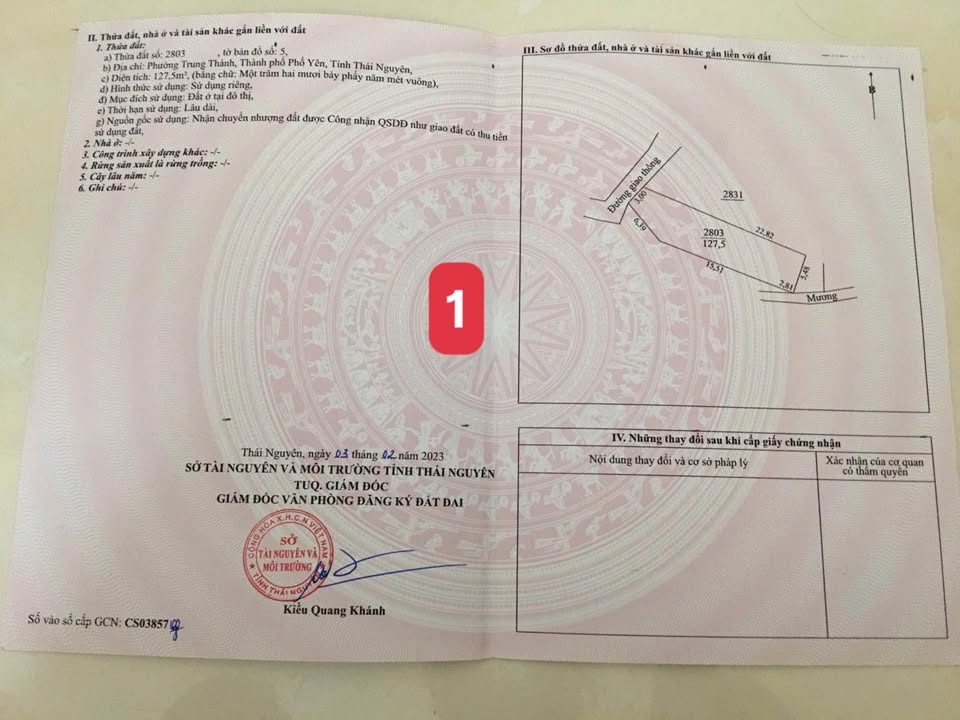 II. Thửa đất, nhà ở và tài sản khác gắn liền với đất
1. Thửa đất:
a) Thửa đất số: 2803 , tờ bản đồ số: 5,
b) Địa chỉ: Phường Trung Thành, Thành phố Phổ Yên, Tỉnh Thái Nguyên,
c) Diện tích: 127,5m², (bằng chữ: Một trăm hai mươi bảy phẩy năm mét vuông),
d) Hình thức sử dụng: Sử dụng riêng,
đ) Mục đích sử dụng: Đất ở tại đô thị,
e) Thời hạn sử dụng: Lâu dài,
g) Nguồn gốc sử dụng: Nhận chuyển nhượng đất được Công nhận QSDĐ như giao đất có thu tiền
sử dụng đất,
2. Nhà ở: -/-
3. Công trình xây dựng khác: -/-
4. Rừng sản xuất là rừng trồng: -/-
5. Cây lâu năm: -/-
6. Ghi chú: -/-
1
Thái Nguyên, ngày 03 tháng 02 năm 2023
SỞ TÀI NGUYÊN VÀ MÔI TRƯỜNG TỈNH THÁI NGUYÊN
TUQ. GIÁM ĐỐC
GIÁM ĐỐC VĂN PHÒNG ĐĂNG KÝ ĐẤT ĐAI
CỘNG HÒA X.H.C.N VIỆT NAM
SỞ
TÀI NGUYÊN VÀ
MÔI TRƯỜNG
TỈNH THÁI NGUYÊN
Kiều Quang Khánh
Số vào sổ cấp GCN: CS03857
III. Sơ đồ thửa đất, nhà ở và tài sản khác gắn liền với đất
B
Đường giao thông
3,00
2831
6,39
2803
127,5
22,82
15,51
5,48
2,81
Mương
IV. Những thay đổi sau khi cấp giấy chứng nhận
Nội dung thay đổi và cơ sở pháp lý
Xác nhận của cơ quan
có thẩm quyền